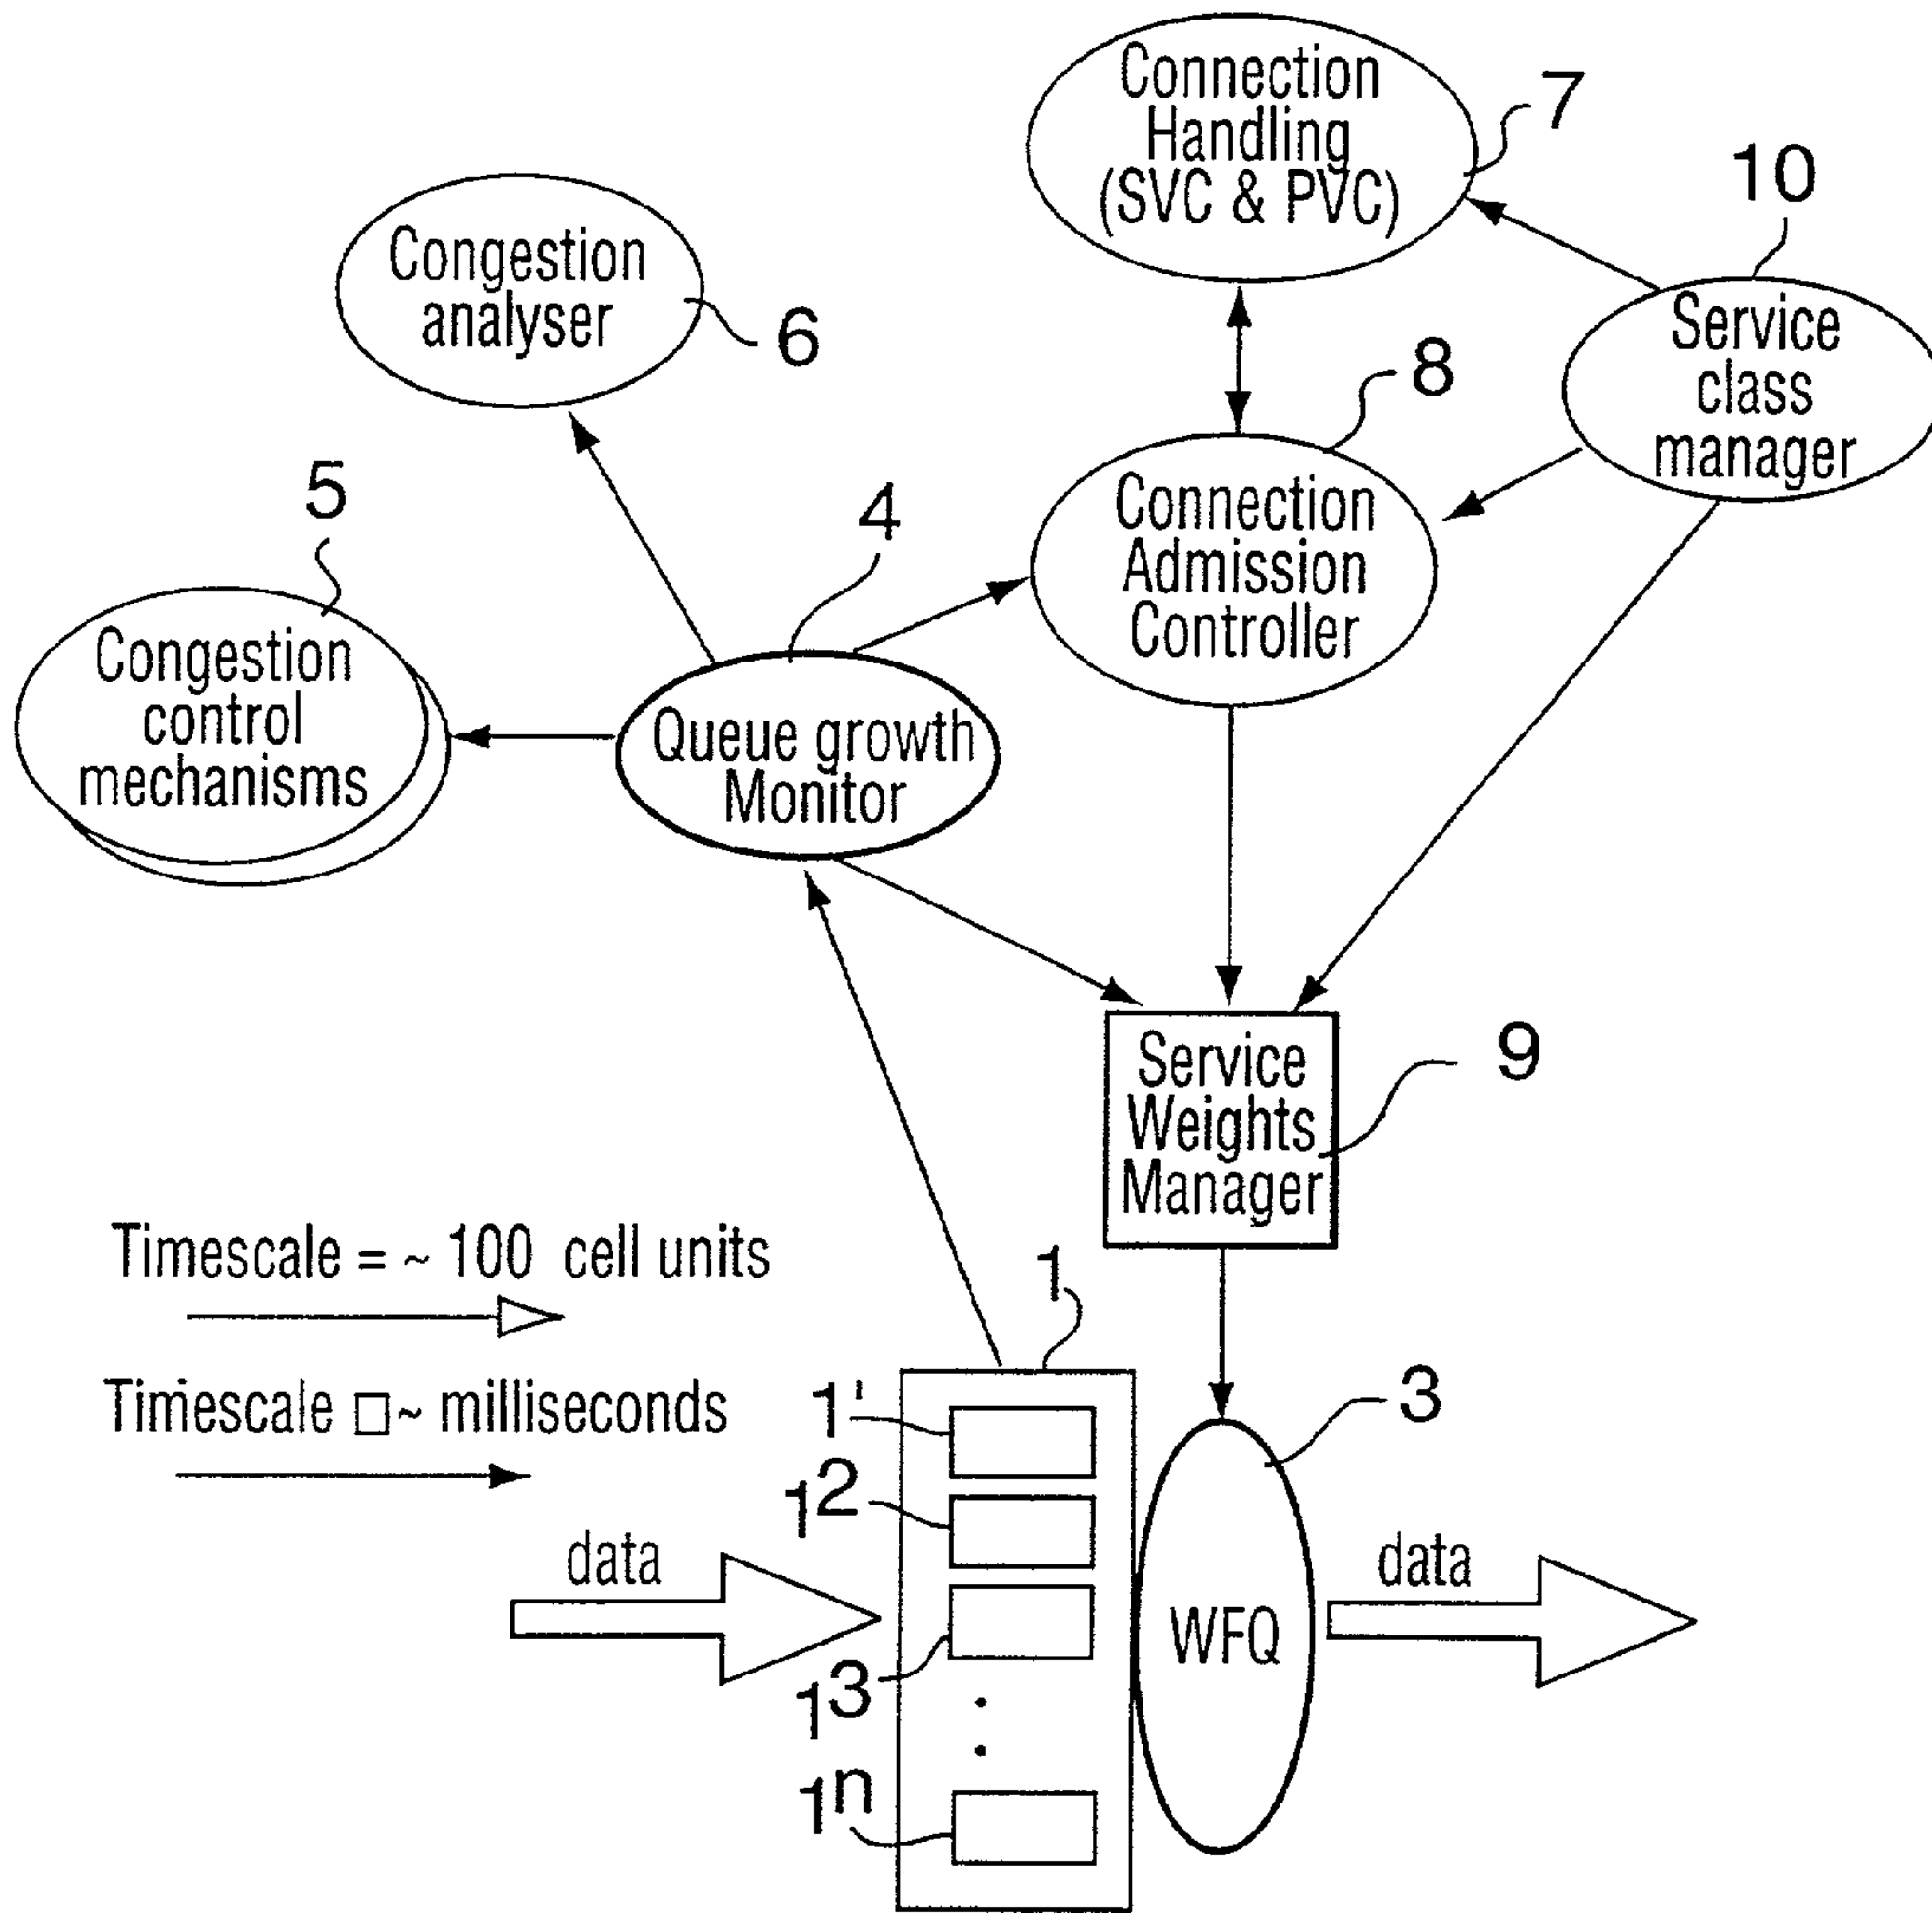 Connection
Handling
(SVC & PVC)
7
10
Congestion
analyser
6
Service
class
manager
8
5
4
Connection
Admission
Controller
Congestion
control
mechanisms
Queue growth
Monitor
Service
Weights
Manager
9
Timescale = ~ 100 cell units
1
Timescale □~ milliseconds
1'
3
1²
data
data
WFQ
1³
1ⁿ